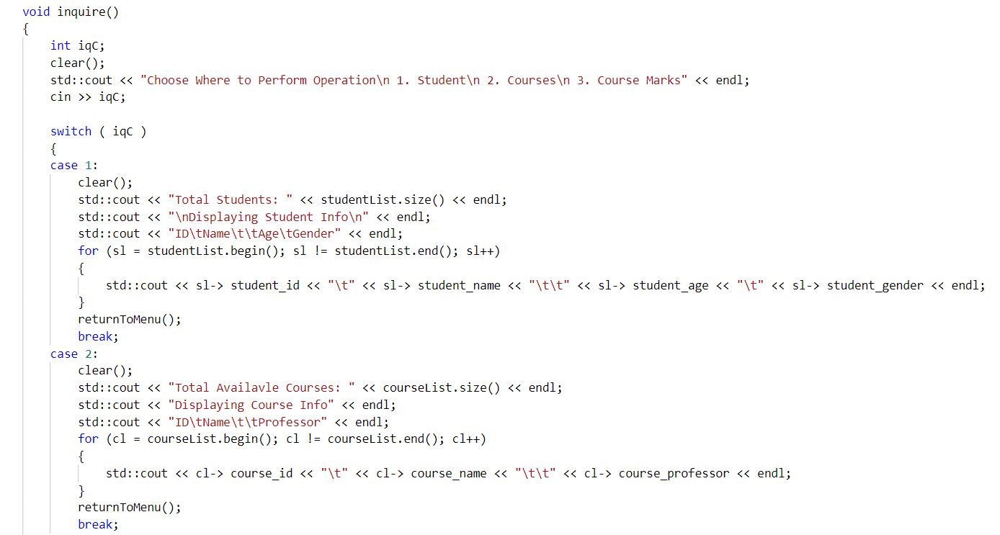 void inquire()
{
    int iqC;
    clear();
    std::cout << "Choose Where to Perform Operation\n 1. Student\n 2. Courses\n 3. Course Marks" << endl;
    cin >> iqC;

    switch ( iqC )
    {
    case 1:
        clear();
        std::cout << "Total Students: " << studentList.size() << endl;
        std::cout << "\nDisplaying Student Info\n" << endl;
        std::cout << "ID\tName\t\tAge\tGender" << endl;
        for (sl = studentList.begin(); sl != studentList.end(); sl++)
        {
            std::cout << sl-> student_id << "\t" << sl-> student_name << "\t\t" << sl-> student_age << "\t" << sl-> student_gender << endl;
        }
        returnToMenu();
        break;
    case 2:
        clear();
        std::cout << "Total Availavle Courses: " << courseList.size() << endl;
        std::cout << "Displaying Course Info" << endl;
        std::cout << "ID\tName\t\tProfessor" << endl;
        for (cl = courseList.begin(); cl != courseList.end(); cl++)
        {
            std::cout << cl-> course_id << "\t" << cl-> course_name << "\t\t" << cl-> course_professor << endl;
        }
        returnToMenu();
        break;